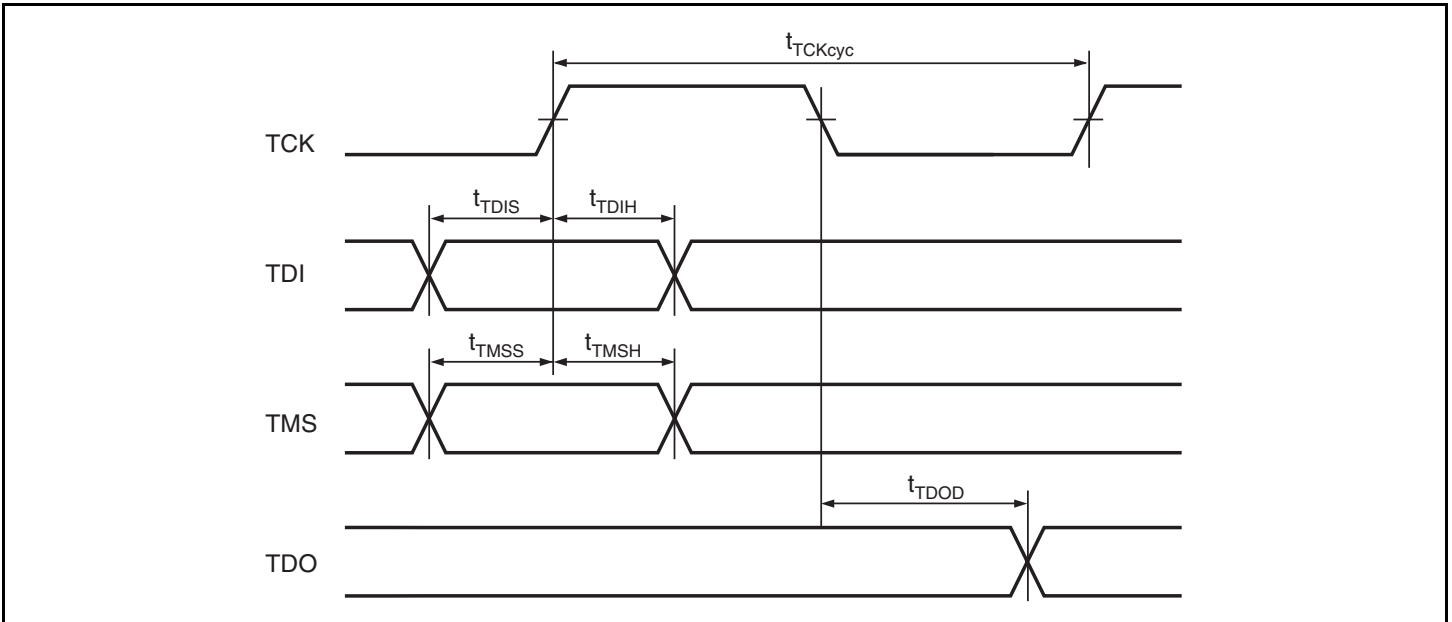 tTCKcyc
TCK
tTDIS tTDIH
TDI
tTMSS tTMSH
TMS
tTDOD
TDO